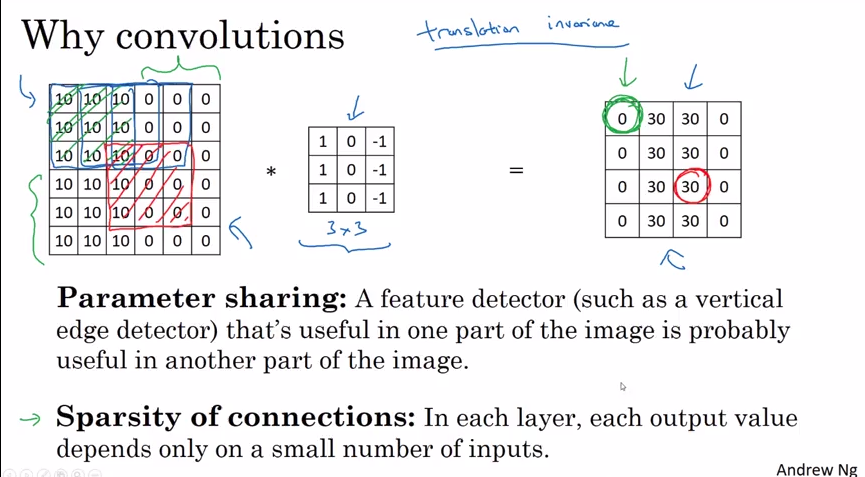 Why convolutions
translation invariance
10 10 10 0 0 0
10 10 10 0 0 0
10 10 10 0 0 0
10 10 10 0 0 0
10 10 10 0 0 0
10 10 10 0 0 0
*
1 0 -1
1 0 -1
1 0 -1
3×3
=
0 30 30 0
0 30 30 0
0 30 30 0
0 30 30 0
Parameter sharing: A feature detector (such as a vertical
edge detector) that's useful in one part of the image is probably
useful in another part of the image.
→ Sparsity of connections: In each layer, each output value
depends only on a small number of inputs.
Andrew Ng